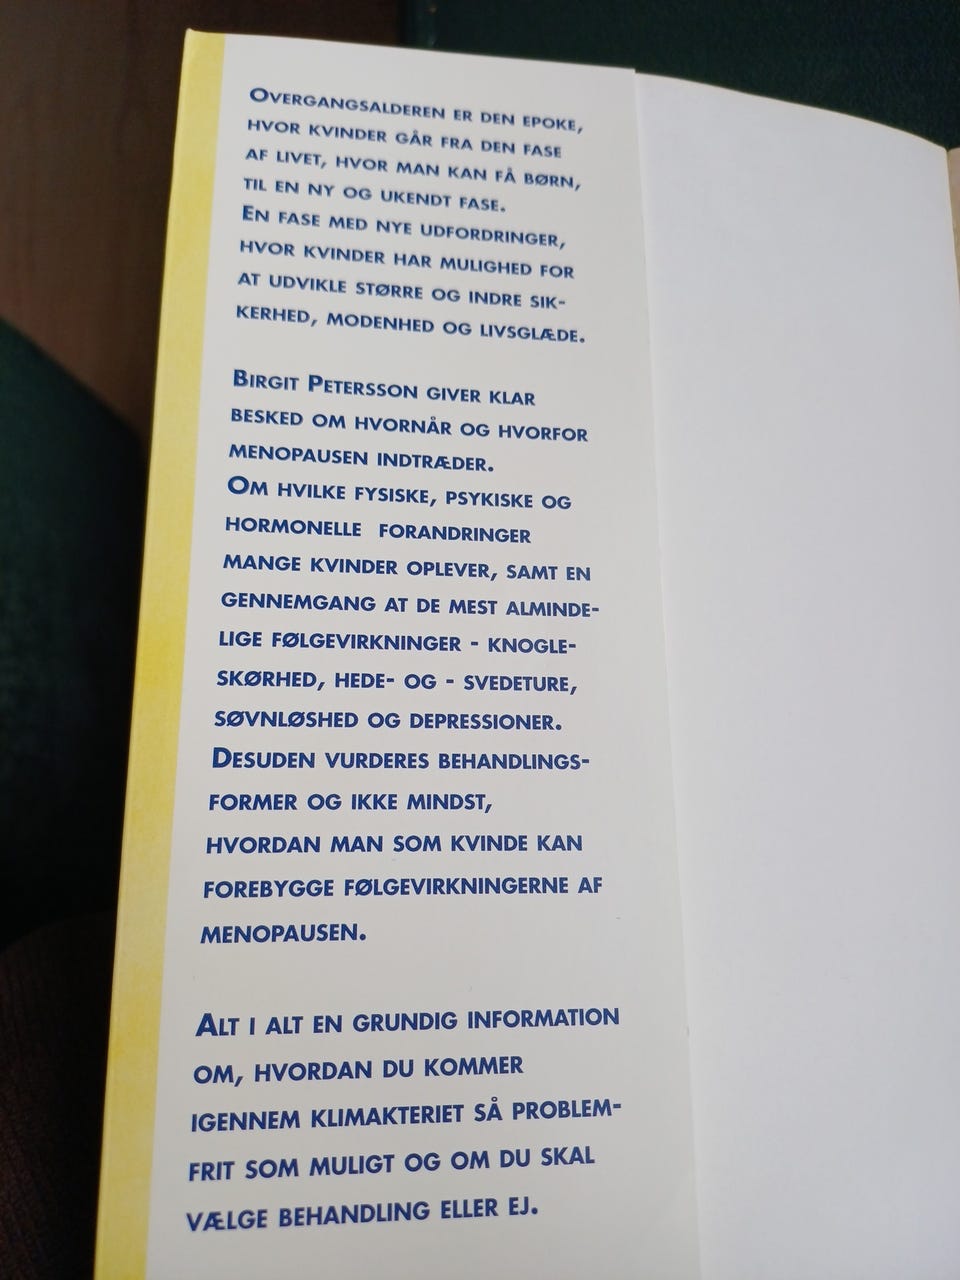 Overgangsalderen er den epoke,
hvor kvinder går fra den fase
af livet, hvor man kan få børn,
til en ny og ukendt fase.
En fase med nye udfordringer,
hvor kvinder har mulighed for
at udvikle større og indre sik-
kerhed, modenhed og livsglæde.
Birgit Petersson giver klar
besked om hvornår og hvorfor
menopausen indtræder.
Om hvilke fysiske, psykiske og
hormonelle forandringer
mange kvinder oplever, samt en
gennemgang at de mest alminde-
lige følgevirkninger - knogle-
skørhed, hede- og - svedeture,
søvnløshed og depressioner.
Desuden vurderes behandlings-
former og ikke mindst,
hvordan man som kvinde kan
forebygge følgevirkningerne af
menopausen.
Alt i alt en grundig information
om, hvordan du kommer
igennem klimakteriet så problem-
frit som muligt og om du skal
vælge behandling eller ej.